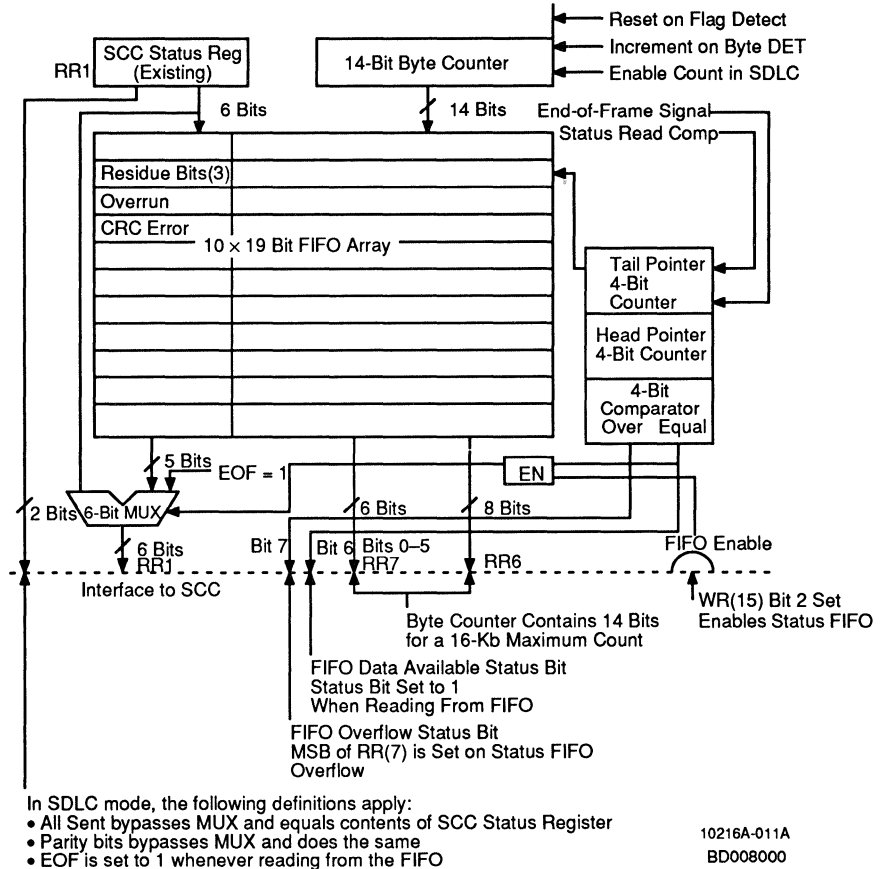 Reset on Flag Detect
SCC Status Reg
(Existing)
RR1
14-Bit Byte Counter
Increment on Byte DET
Enable Count in SDLC
6 Bits
14 Bits
End-of-Frame Signal
Status Read Comp
Residue Bits(3)
Overrun
CRC Error
10 × 19 Bit FIFO Array
Tail Pointer
4-Bit
Counter
Head Pointer
4-Bit Counter
4-Bit
Comparator
Over Equal
5 Bits
EOF = 1
EN
2 Bits
6-Bit MUX
6 Bits
8 Bits
6 Bits
RR1
Bit 7
Bit 6
Bits 0–5
RR7
RR6
FIFO Enable
Interface to SCC
WR(15) Bit 2 Set
Enables Status FIFO
Byte Counter Contains 14 Bits
for a 16-Kb Maximum Count
FIFO Data Available Status Bit
Status Bit Set to 1
When Reading From FIFO
FIFO Overflow Status Bit
MSB of RR(7) is Set on Status FIFO
Overflow
In SDLC mode, the following definitions apply:
• All Sent bypasses MUX and equals contents of SCC Status Register
• Parity bits bypasses MUX and does the same
• EOF is set to 1 whenever reading from the FIFO
10216A-011A
BD008000